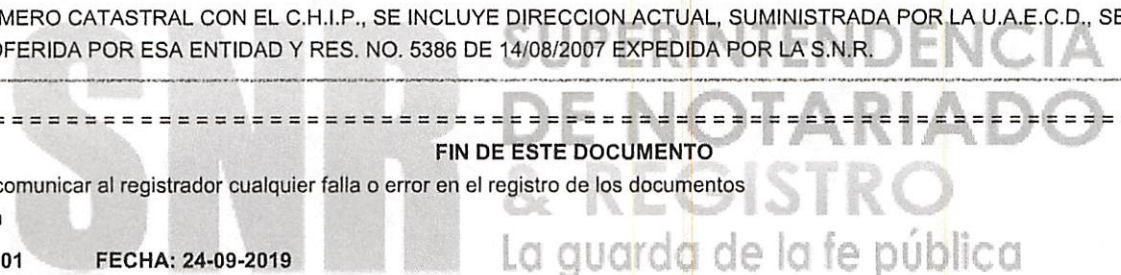 MERO CATASTRAL CON EL C.H.I.P., SE INCLUYE DIRECCION ACTUAL, SUMINISTRADA POR LA U.A.E.C.D., SE
OFERIDA POR ESA ENTIDAD Y RES. NO. 5386 DE 14/08/2007 EXPEDIDA POR LA S.N.R.
SNR
SUPERINTENDENCIA
DE NOTARIADO
& REGISTRO
La guarda de la fe pública
==============================
FIN DE ESTE DOCUMENTO
comunicar al registrador cualquier falla o error en el registro de los documentos
01 FECHA: 24-09-2019